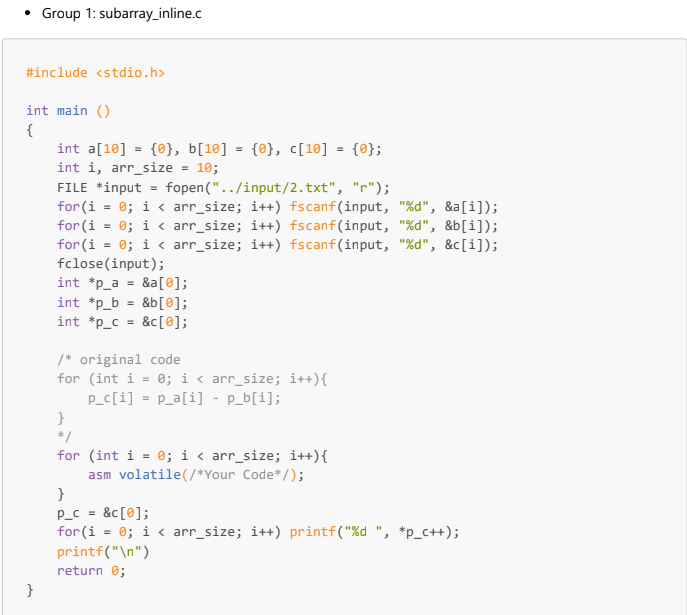 • Group 1: subarray_inline.c
#include <stdio.h>
int main ()
{
    int a[10] = {0}, b[10] = {0}, c[10] = {0};
    int i, arr_size = 10;
    FILE *input = fopen("../input/2.txt", "r");
    for(i = 0; i < arr_size; i++) fscanf(input, "%d", &a[i]);
    for(i = 0; i < arr_size; i++) fscanf(input, "%d", &b[i]);
    for(i = 0; i < arr_size; i++) fscanf(input, "%d", &c[i]);
    fclose(input);
    int *p_a = &a[0];
    int *p_b = &b[0];
    int *p_c = &c[0];
    /* original code
    for (int i = 0; i < arr_size; i++){
        p_c[i] = p_a[i] - p_b[i];
    }
    */
    for (int i = 0; i < arr_size; i++){
        asm volatile(/*Your Code*/);
    }
    p_c = &c[0];
    for(i = 0; i < arr_size; i++) printf("%d ", *p_c++);
    printf("\n")
    return 0;
}